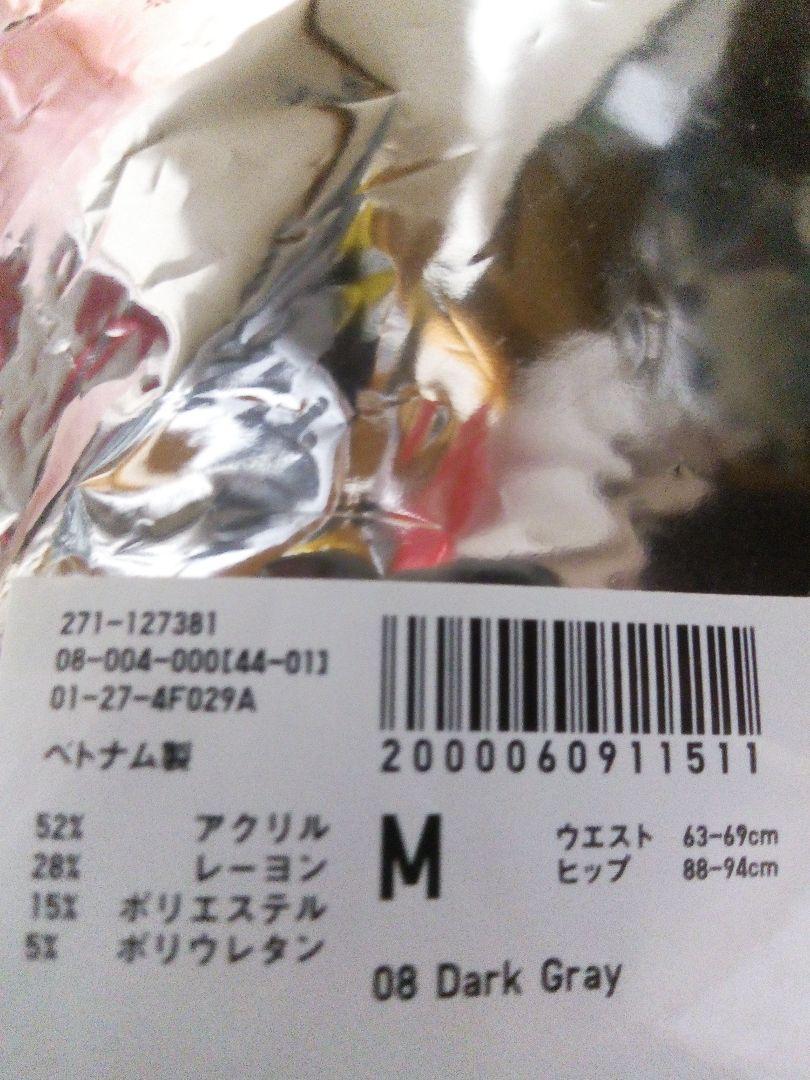 271-127381
08-004-000[44-01]
01-27-4F029A
ベトナム製
2000060911511
52% アクリル
28% レーヨン
15% ポリエステル
5% ポリウレタン
M
ウエスト 63-69cm
ヒップ 88-94cm
08 Dark Gray